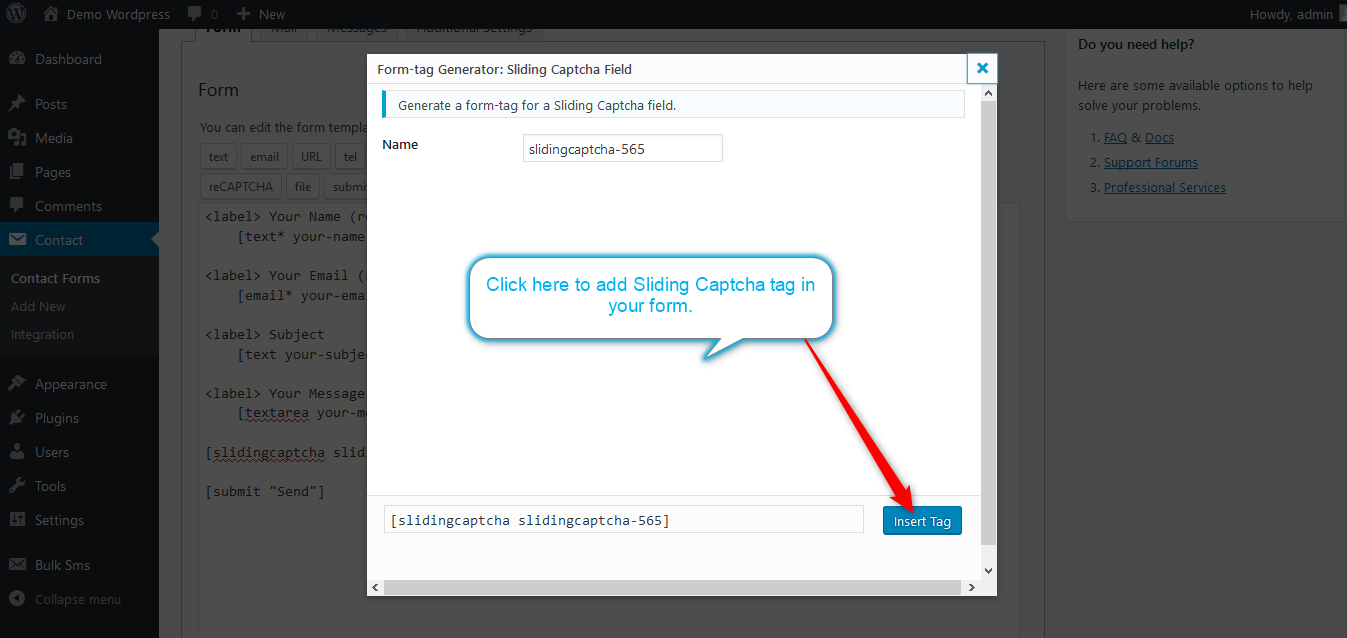 Demo Wordpress 0 New Howdy, admin
Dashboard
Posts
Media
Pages
Comments
Contact
Contact Forms
Add New
Integration
Appearance
Plugins
Users
Tools
Settings
Bulk Sms
Collapse menu
Form Mail Messages Additional Settings
Form
You can edit the form templa
text email URL tel
reCAPTCHA file submi
<label> Your Name (re
[text* your-name
<label> Your Email (
[email* your-emai
<label> Subject
[text your-subje
<label> Your Message
[textarea your-me
[slidingcaptcha slidi
[submit "Send"]
Form-tag Generator: Sliding Captcha Field
Generate a form-tag for a Sliding Captcha field.
Name slidingcaptcha-565
Click here to add Sliding Captcha tag in
your form.
[slidingcaptcha slidingcaptcha-565] Insert Tag
Do you need help?
Here are some available options to help
solve your problems.
1. FAQ & Docs
2. Support Forums
3. Professional Services